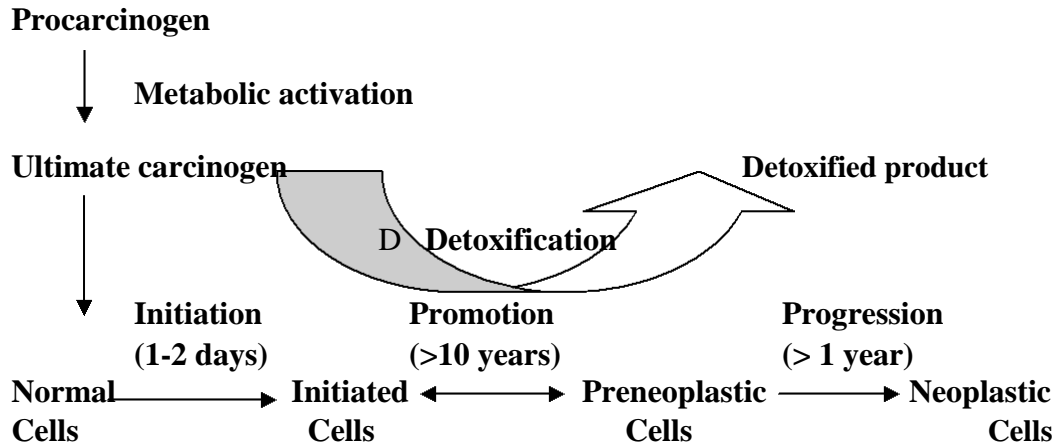 Procarcinogen
Metabolic activation
Ultimate carcinogen
Detoxified product
D Detoxification
Initiation Promotion Progression
(1-2 days) (>10 years) (> 1 year)
Normal Initiated Preneoplastic Neoplastic
Cells Cells Cells Cells